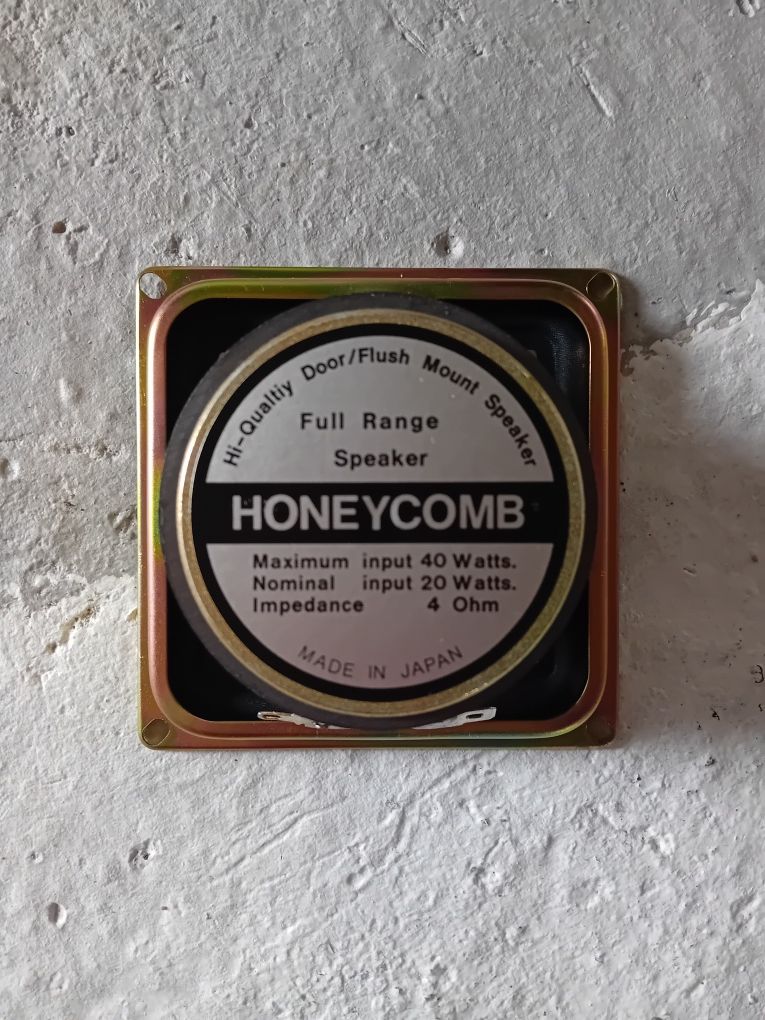 Hi-Qualtiy Door/Flush Mount Speaker
Full Range
Speaker
HONEYCOMB
Maximum input 40 Watts.
Nominal input 20 Watts.
Impedance 4 Ohm
MADE IN JAPAN